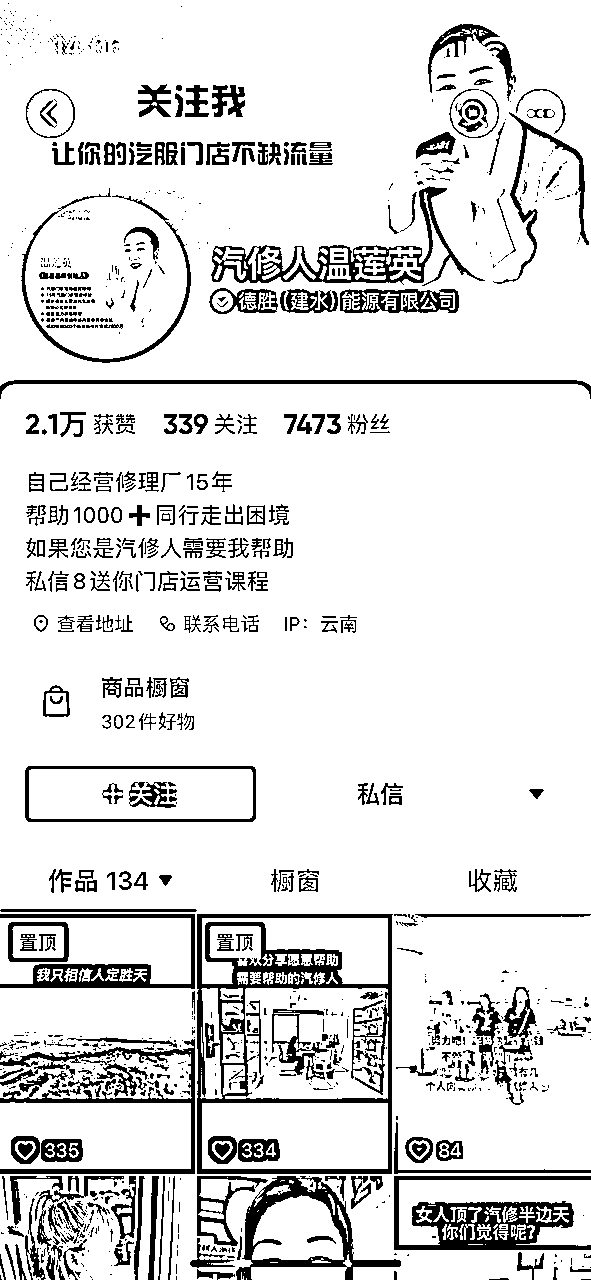 关注我
让你的汽服门店不缺流量
汽修人温莲英
德胜(建水)能源有限公司
2.1万 获赞 339 关注 7473 粉丝
自己经营修理厂15年
帮助1000➕同行走出困境
如果您是汽修人需要我帮助
私信8送你门店运营课程
查看地址 联系电话 IP：云南
商品橱窗
302件好物
关注 私信
作品 134 橱窗 收藏
置顶 置顶
我只相信人定胜天
喜欢分享愿意帮助
需要帮助的汽修人
335 334 84
女人顶了汽修半边天
你们觉得呢?